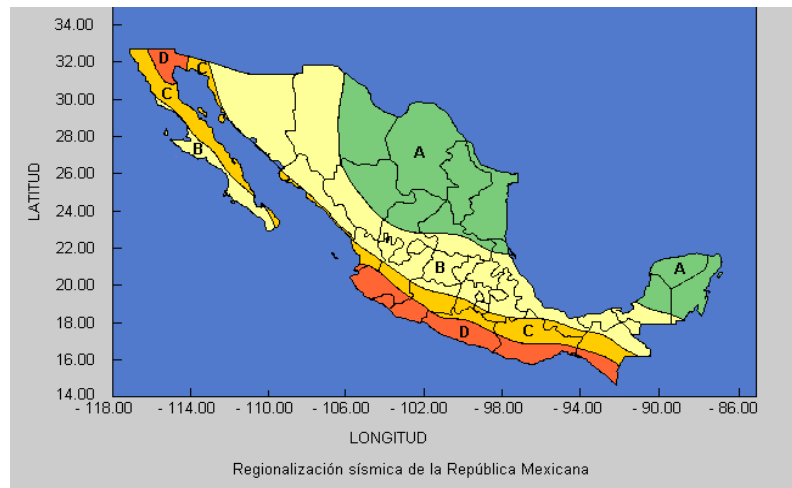 34.00
32.00
30.00
28.00
26.00
24.00
22.00
20.00
18.00
16.00
14.00
LATITUD
D
C
C
B
A
A
B
C
D
- 118.00 - 114.00 - 110.00 - 106.00 - 102.00 - 98.00 - 94.00 - 90.00 - 86.00
LONGITUD
Regionalización sísmica de la República Mexicana